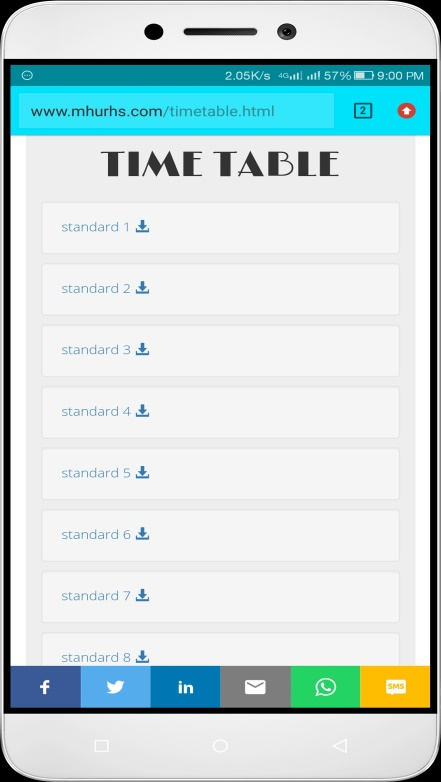 2.05K/s 4G 57% 9:00 PM
www.mhurhs.com/timetable.html
2
TIME TABLE
standard 1
standard 2
standard 3
standard 4
standard 5
standard 6
standard 7
standard 8
f in SMS